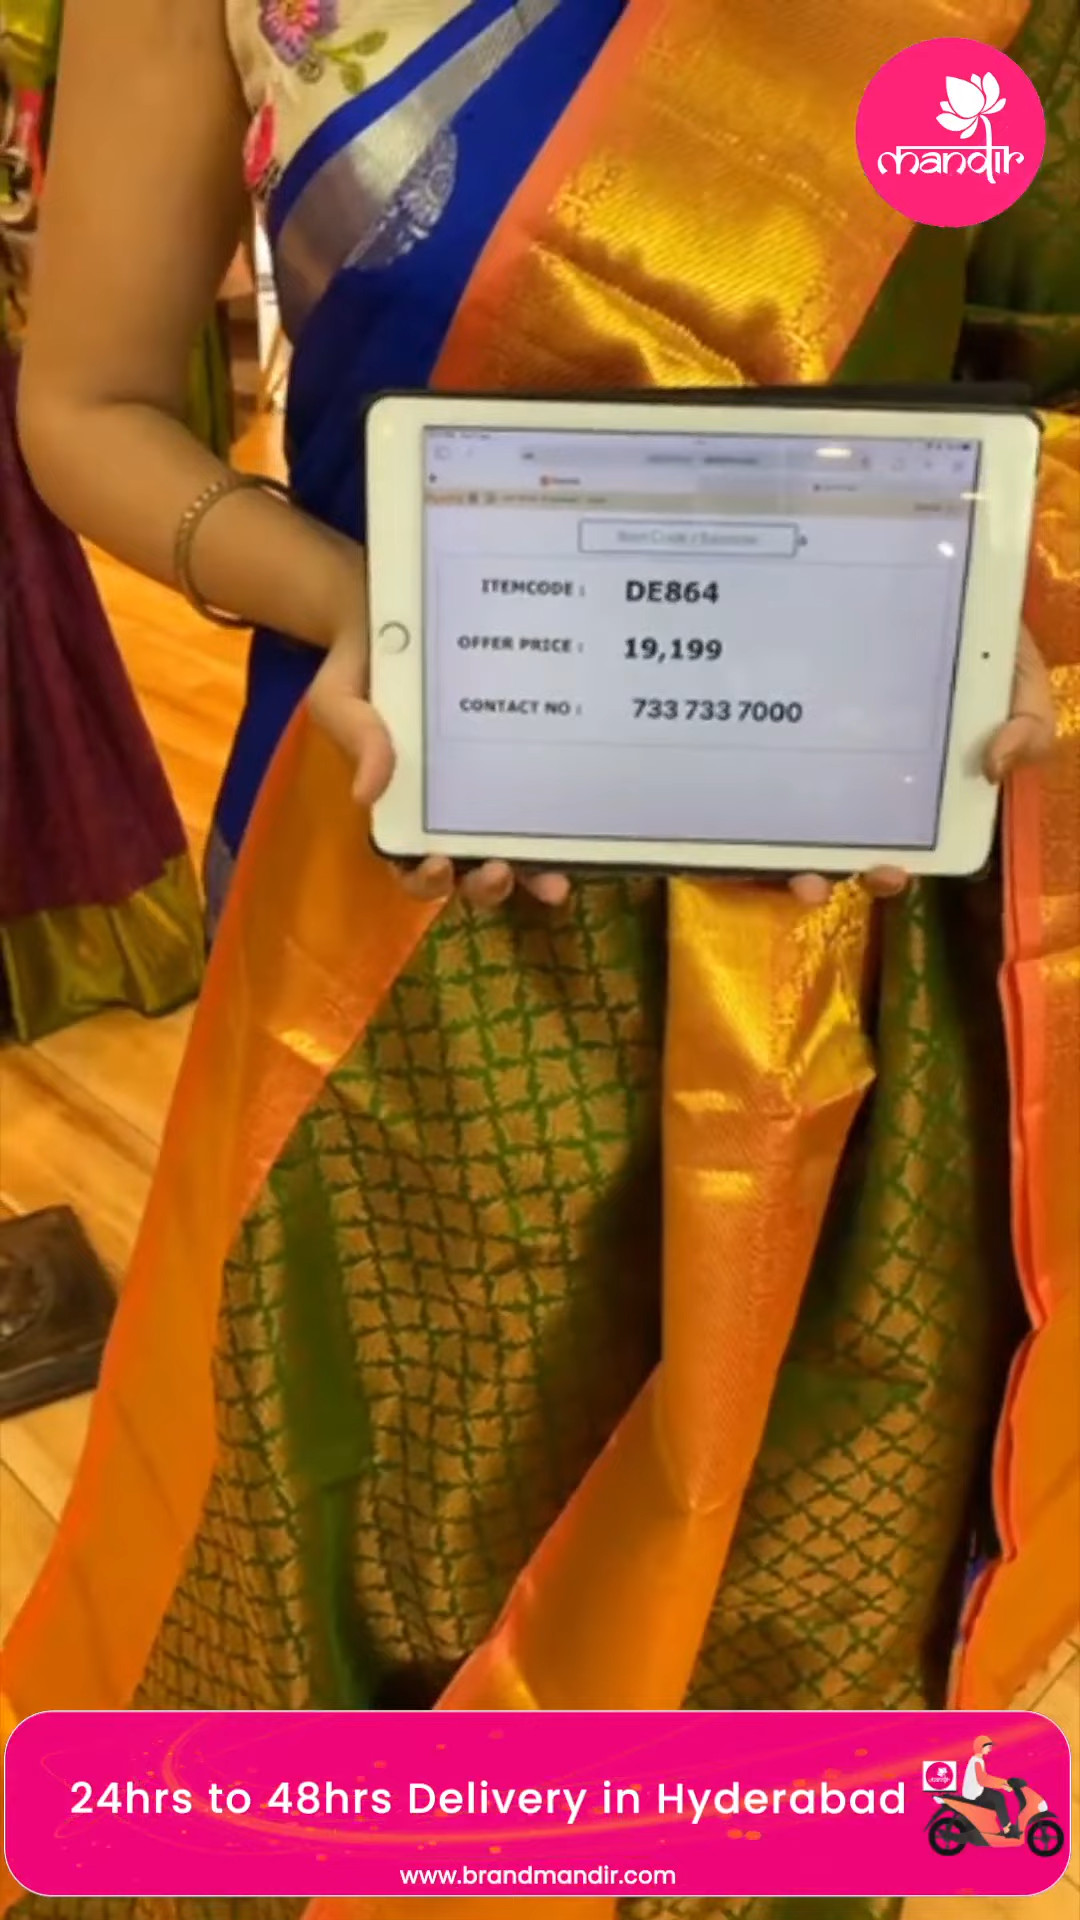 mandir
ITEMCODE : DE864
OFFER PRICE : 19,199
CONTACT NO : 733 733 7000
24hrs to 48hrs Delivery in Hyderabad
www.brandmandir.com